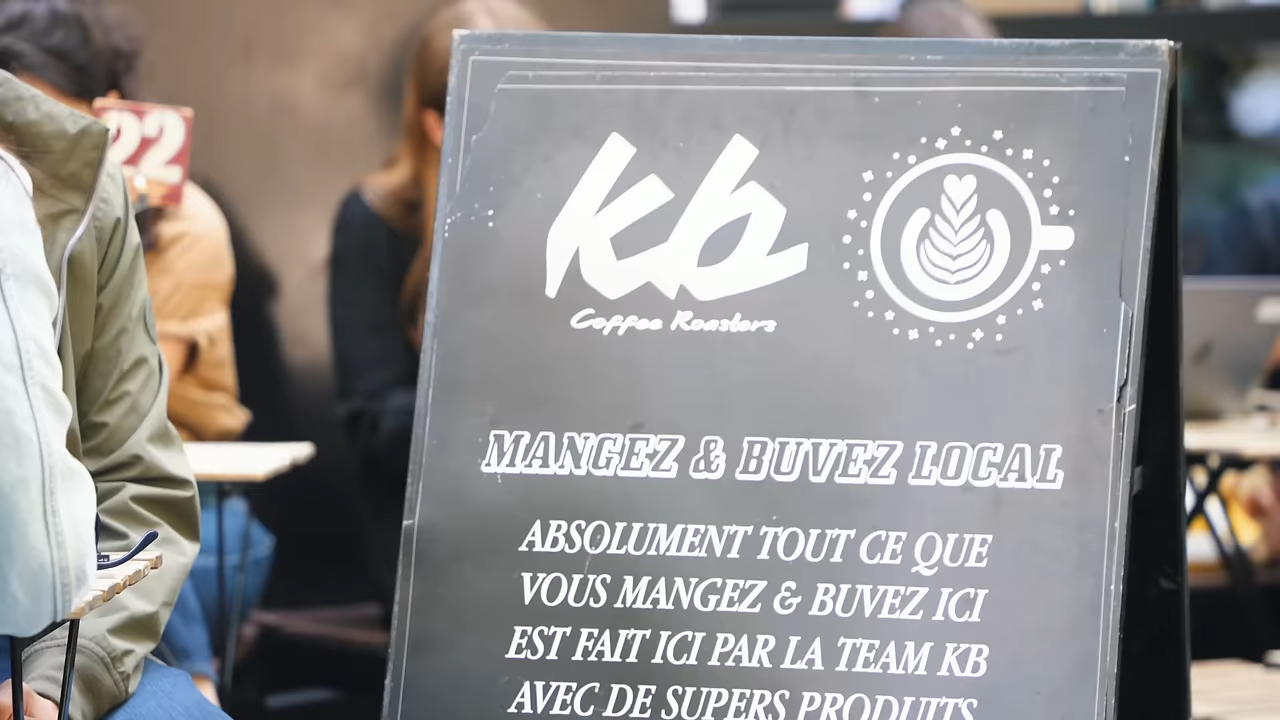 22
kb
Coffee Roasters
MANGEZ & BUVEZ LOCAL
ABSOLUMENT TOUT CE QUE
VOUS MANGEZ & BUVEZ ICI
EST FAIT ICI PAR LA TEAM KB
AVEC DE SUPERS PRODUITS